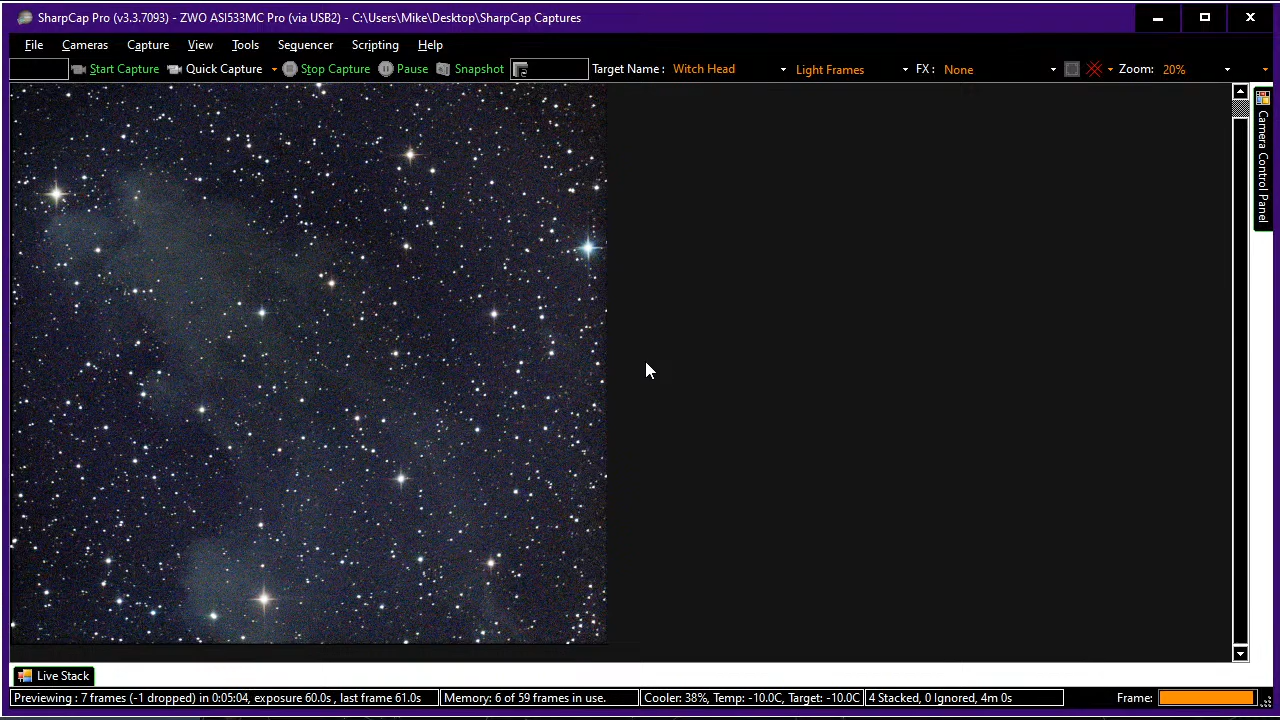 SharpCap Pro (v3.3.7093) - ZWO ASI533MC Pro (via USB2) - C:\Users\Mike\Desktop\SharpCap Captures
File Cameras Capture View Tools Sequencer Scripting Help
Start Capture Quick Capture Stop Capture Pause Snapshot Target Name : Witch Head Light Frames FX : None Zoom: 20%
Camera Control Panel
Live Stack
Previewing : 7 frames (-1 dropped) in 0:05:04, exposure 60.0s , last frame 61.0s Memory: 6 of 59 frames in use. Cooler: 38%, Temp: -10.0C, Target: -10.0C 4 Stacked, 0 Ignored, 4m 0s Frame: